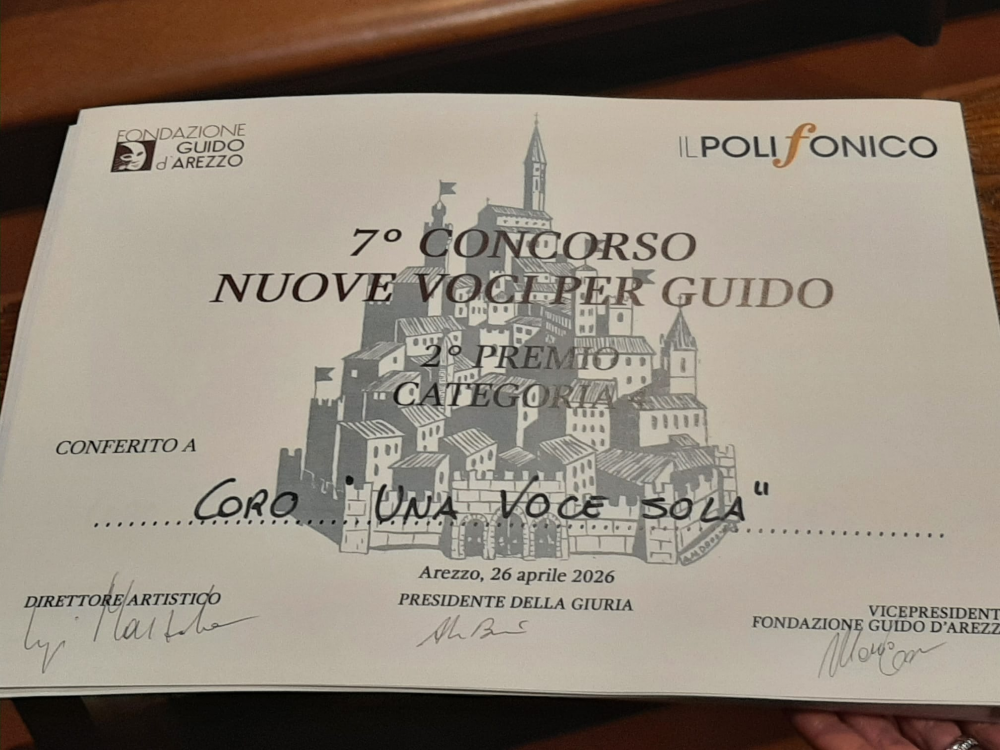 FONDAZIONE
GUIDO
d'AREZZO
ILPOLIFONICO
7° CONCORSO
NUOVE VOCI PER GUIDO
2° PREMIO
CATEGORIA 4
CONFERITO A
CORO "UNA VOCE SOLA"
Arezzo, 26 aprile 2026
DIRETTORE ARTISTICO
PRESIDENTE DELLA GIURIA
VICEPRESIDENT
FONDAZIONE GUIDO D'AREZZ